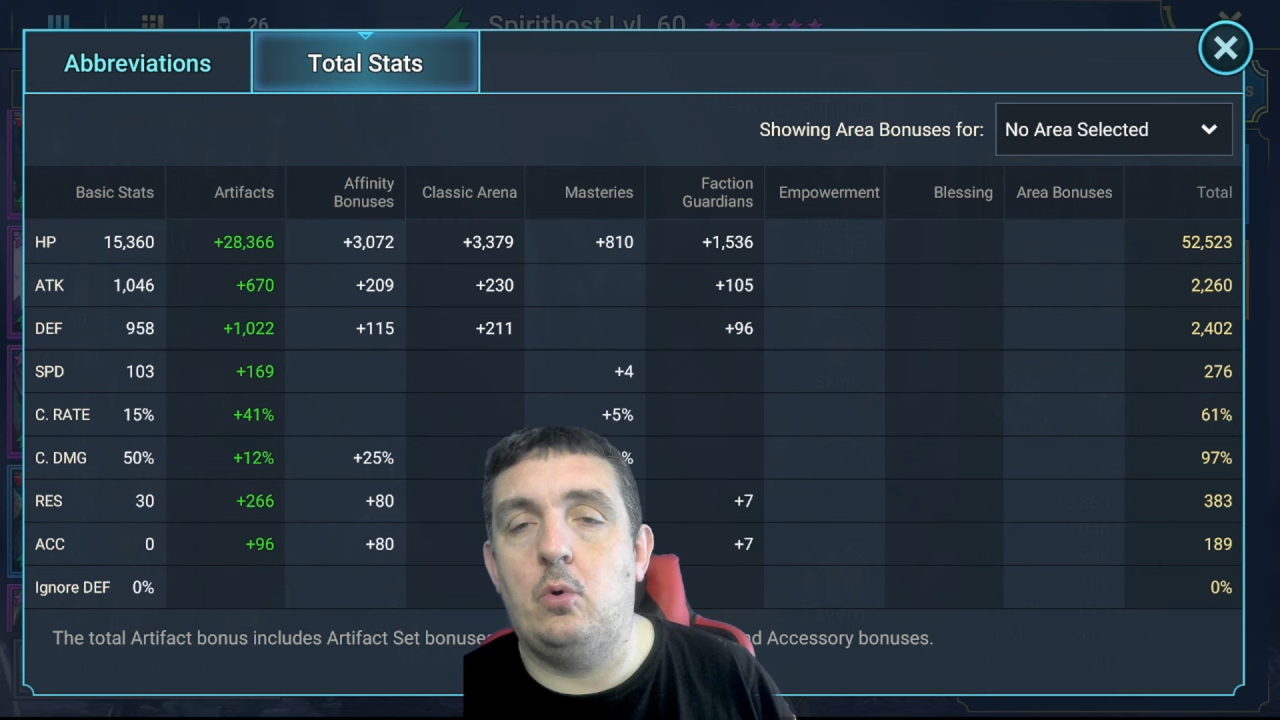 26 Spirithost Lvl. 60
Abbreviations Total Stats
Showing Area Bonuses for: No Area Selected
Basic Stats Artifacts Affinity Bonuses Classic Arena Masteries Faction Guardians Empowerment Blessing Area Bonuses Total
HP 15,360 +28,366 +3,072 +3,379 +810 +1,536 52,523
ATK 1,046 +670 +209 +230 +105 2,260
DEF 958 +1,022 +115 +211 +96 2,402
SPD 103 +169 +4 276
C. RATE 15% +41% +5% 61%
C. DMG 50% +12% +25% % 97%
RES 30 +266 +80 +7 383
ACC 0 +96 +80 +7 189
Ignore DEF 0% 0%
The total Artifact bonus includes Artifact Set Accessory bonuses.